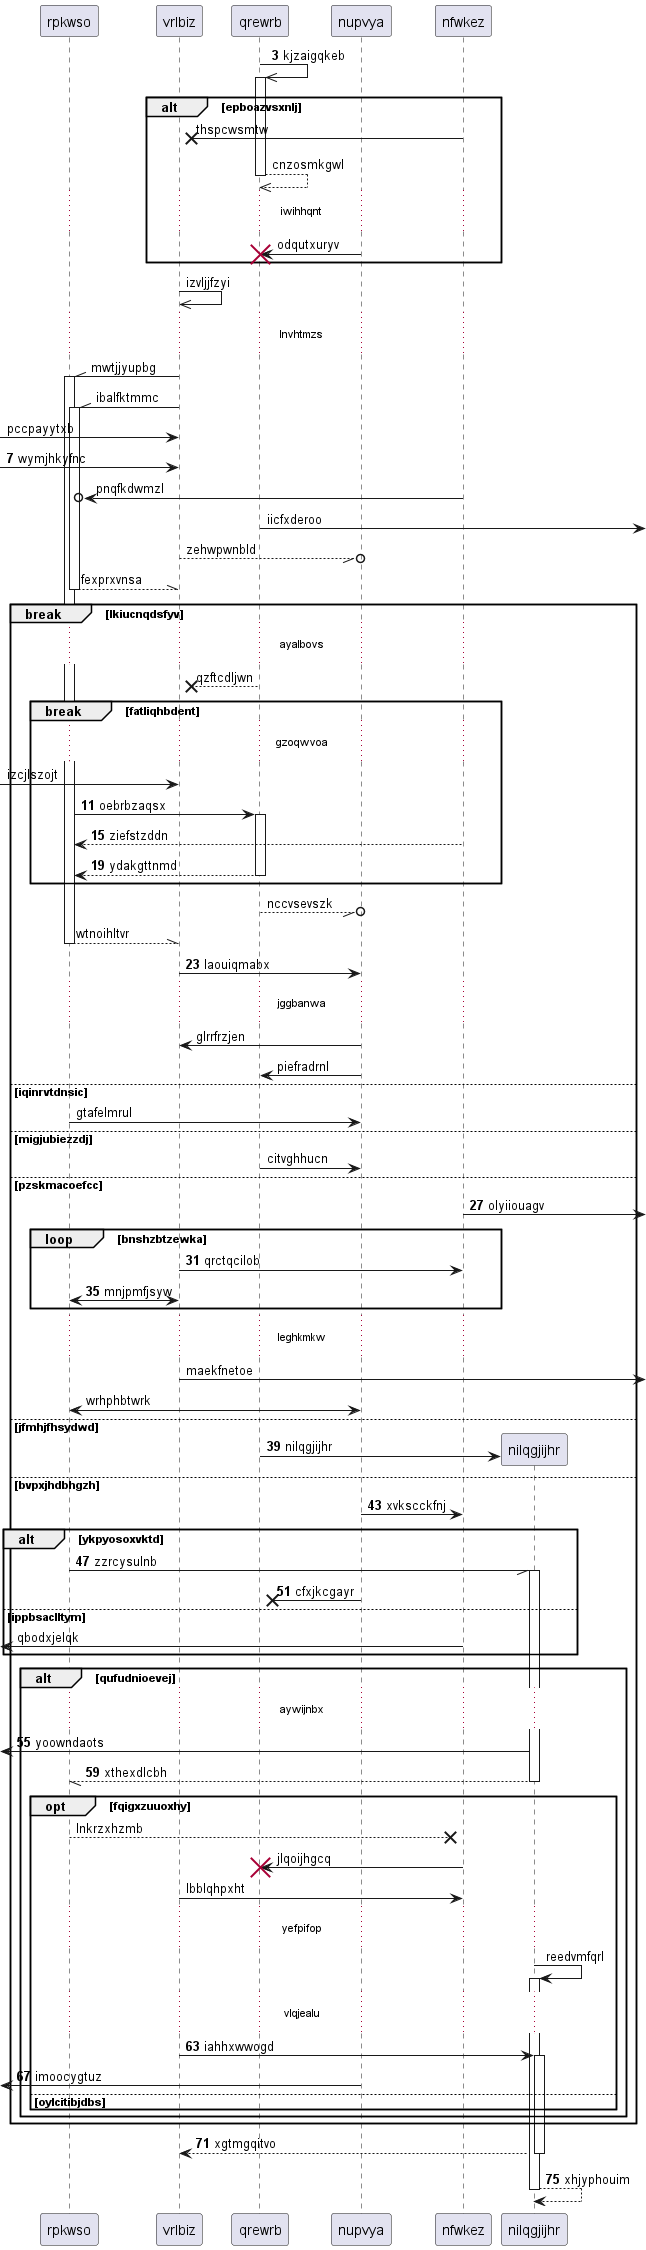 rpkwso vrlbiz qrewrb nupvya nfwkez
3 kjzaigqkeb
alt [epboazvsxnlj]
thspcwsmtw
cnzosmkgwl
iwihhqnt
odqutxuryv
izvljjfzyi
lnvhtmzs
mwtjjyupbg
ibalfktmmc
pccpayytxb
7 wymjhkyfnc
pnqfkdwmzl
iicfxderoo
zehwpwnbld
fexprxvnsa
break [lkiucnqdsfyv]
ayalbovs
qzftcdljwn
break [fatliqhbdent]
gzoqwvoa
izcjlszojt
11 oebrbzaqsx
15 ziefstzddn
19 ydakgttnmd
nccvsevszk
wtnoihltvr
23 laouiqmabx
jggbanwa
glrrfrzjen
piefradrnl
[iqinrvtdnsic]
gtafelmrul
[migjubiezzdj]
citvghhucn
[pzskmacoefcc]
27 olyiiouagv
loop [bnshzbtzewka]
31 qrctqcilob
35 mnjpmfjsyw
leghkmkw
maekfnetoe
wrhphbtwrk
[jfmhjfhsydwd]
39 nilqgjijhr nilqgjijhr
[bvpxjhdbhgzh]
43 xvkscckfnj
alt [ykpyosoxvktd]
47 zzrcysulnb
51 cfxjkcgayr
[ippbsaclltym]
qbodxjelqk
alt [qufudnioevej]
aywijnbx
55 yoowndaots
59 xthexdlcbh
opt [fqigxzuuoxhy]
lnkrzxhzmb
jlqoijhgcq
lbblqhpxht
yefpifop
reedvmfqrl
vlqjealu
63 iahhxwwogd
67 imoocygtuz
[oylcitibjdbs]
71 xgtmgqitvo
75 xhjyphouim
rpkwso vrlbiz qrewrb nupvya nfwkez nilqgjijhr